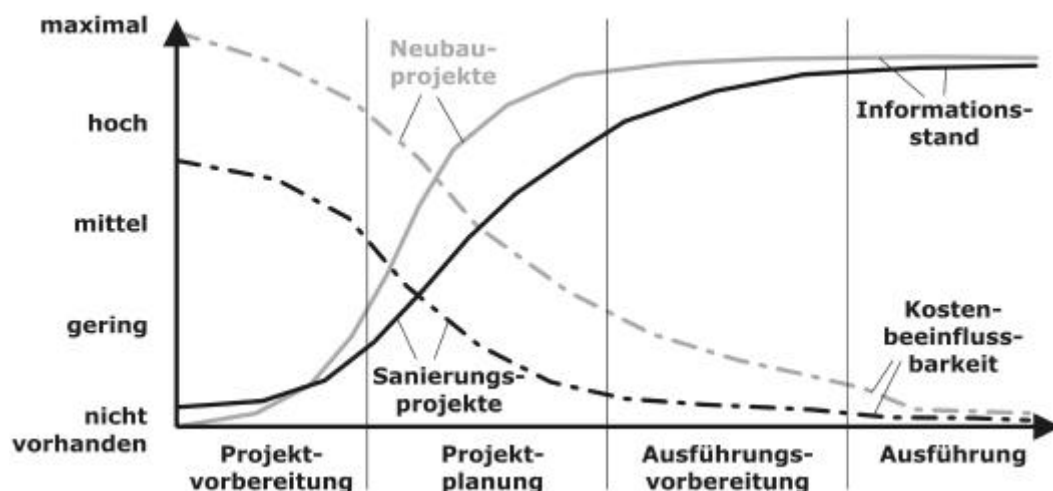 maximal
hoch
mittel
gering
nicht
vorhanden
Neubau-
projekte
Informations-
stand
Sanierungs-
projekte
Kosten-
beeinfluss-
barkeit
Projekt-
vorbereitung
Projekt-
planung
Ausführungs-
vorbereitung
Ausführung